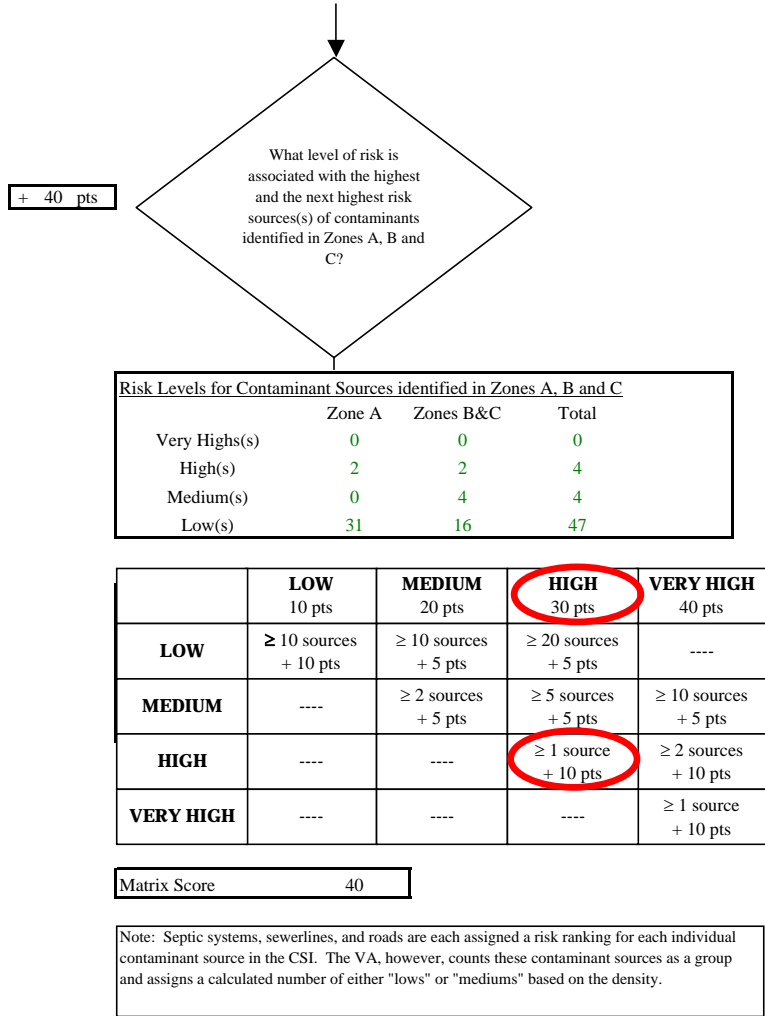 What level of risk is
associated with the highest
and the next highest risk
sources(s) of contaminants
identified in Zones A, B and
C?
+ 40 pts
Risk Levels for Contaminant Sources identified in Zones A, B and C
Zone A Zones B&C Total
Very Highs(s) 0 0 0
High(s) 2 2 4
Medium(s) 0 4 4
Low(s) 31 16 47
LOW MEDIUM HIGH VERY HIGH
10 pts 20 pts 30 pts 40 pts
LOW ≥ 10 sources ≥ 10 sources ≥ 20 sources ----
+ 10 pts + 5 pts + 5 pts
MEDIUM ---- ≥ 2 sources ≥ 5 sources ≥ 10 sources
+ 5 pts + 5 pts + 5 pts
HIGH ---- ---- ≥ 1 source ≥ 2 sources
+ 10 pts + 10 pts
VERY HIGH ---- ---- ---- ≥ 1 source
+ 10 pts
Matrix Score 40
Note: Septic systems, sewerlines, and roads are each assigned a risk ranking for each individual
contaminant source in the CSI. The VA, however, counts these contaminant sources as a group
and assigns a calculated number of either "lows" or "mediums" based on the density.